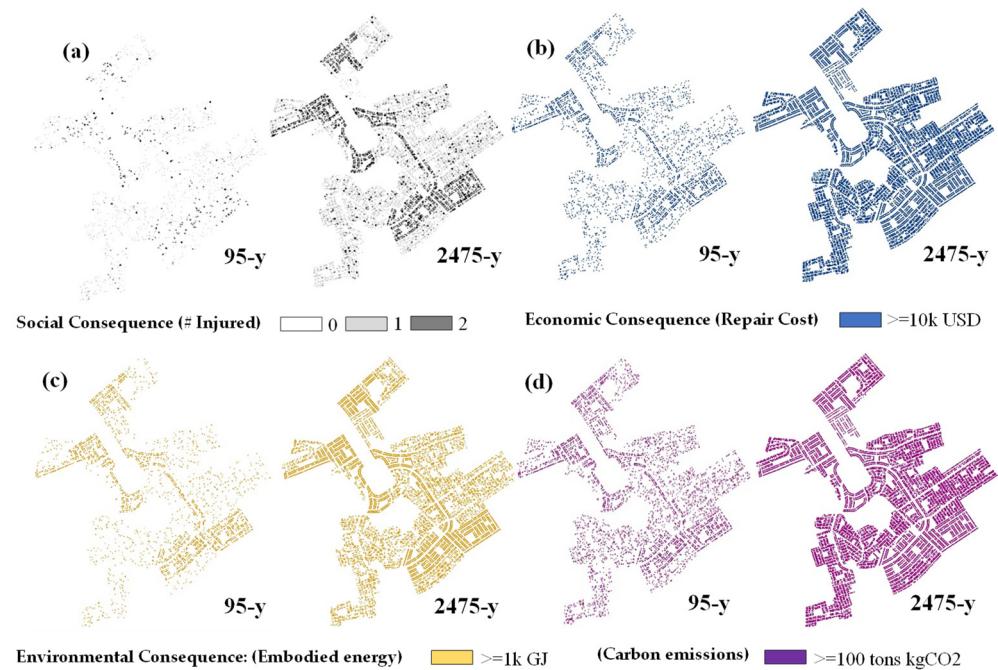 (a)
(b)
95-y
2475-y
95-y
2475-y
Social Consequence (# Injured) 0 1 2
Economic Consequence (Repair Cost) >=10k USD
(c)
(d)
95-y
2475-y
95-y
2475-y
Environmental Consequence: (Embodied energy) >=1k GJ
(Carbon emissions) >=100 tons kgCO2